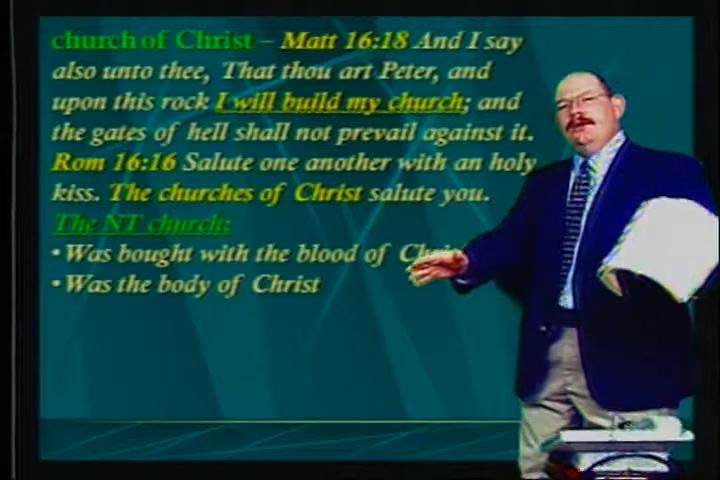 church of Christ – Matt 16:18 And I say
also unto thee, That thou art Peter, and
upon this rock I will build my church; and
the gates of hell shall not prevail against it.
Rom 16:16 Salute one another with an holy
kiss. The churches of Christ salute you.
The NT church:
• Was bought with the blood of Christ
• Was the body of Christ